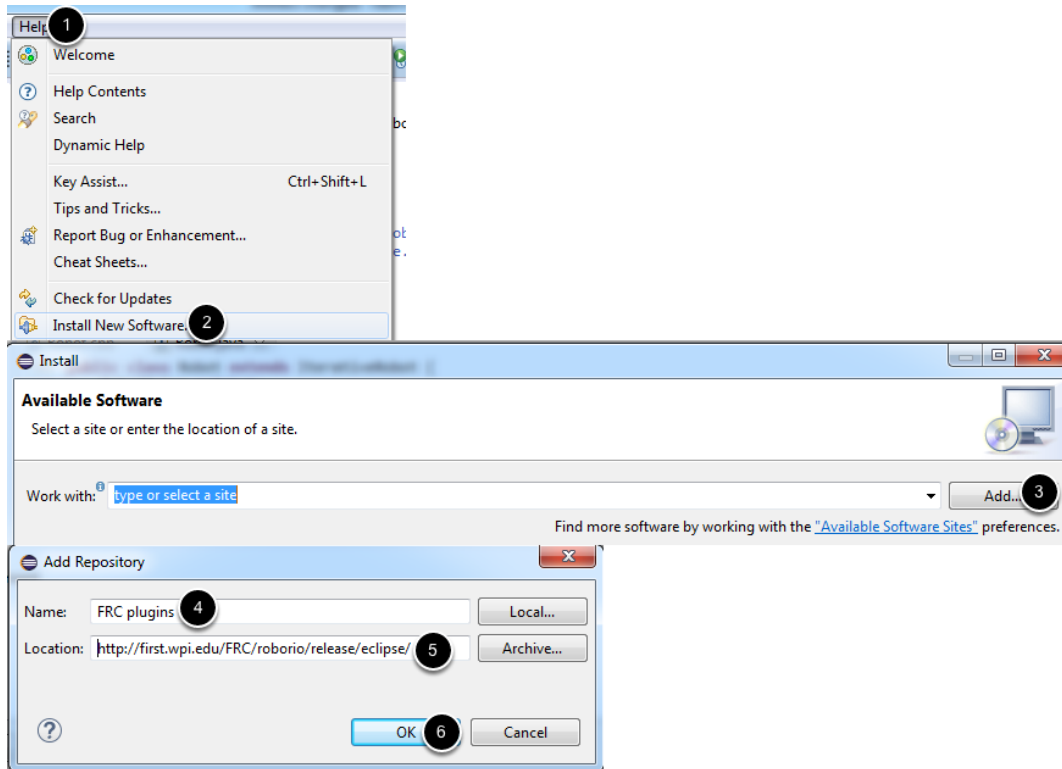 Help 1
Welcome
Help Contents
Search
Dynamic Help
Key Assist... Ctrl+Shift+L
Tips and Tricks...
Report Bug or Enhancement...
Cheat Sheets...
Check for Updates
Install New Software. 2
Install
Available Software
Select a site or enter the location of a site.
Work with: type or select a site Add... 3
Find more software by working with the "Available Software Sites" preferences.
Add Repository
Name: FRC plugins 4 Local...
Location: http://first.wpi.edu/FRC/roborio/release/eclipse/ 5 Archive...
OK 6 Cancel